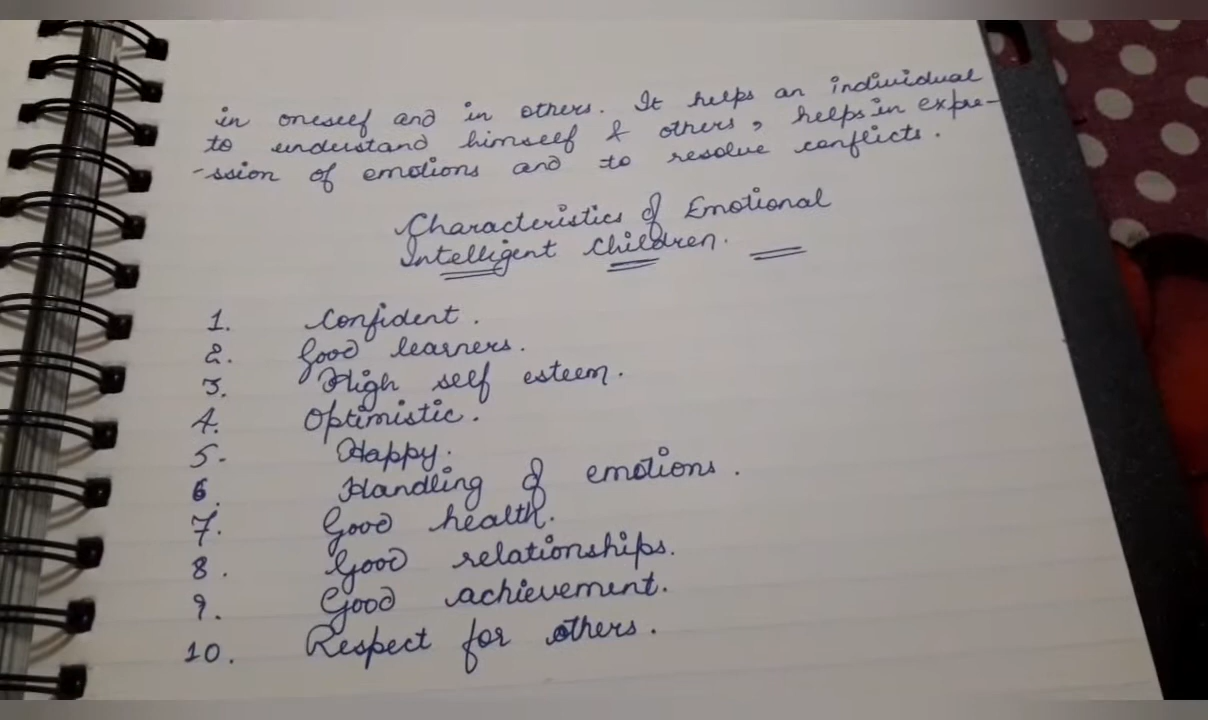 in oneself and in others. It helps an individual
to understand himself & others, helps in expre-
-ssion of emotions and to resolve conflicts.
Characteristics of Emotional
Intelligent Children.
1. Confident.
2. Good learners.
3. High self esteem.
4. Optimistic.
5. Happy.
6. Handling of emotions.
7. Good health.
8. Good relationships.
9. Good achievement.
10. Respect for others.